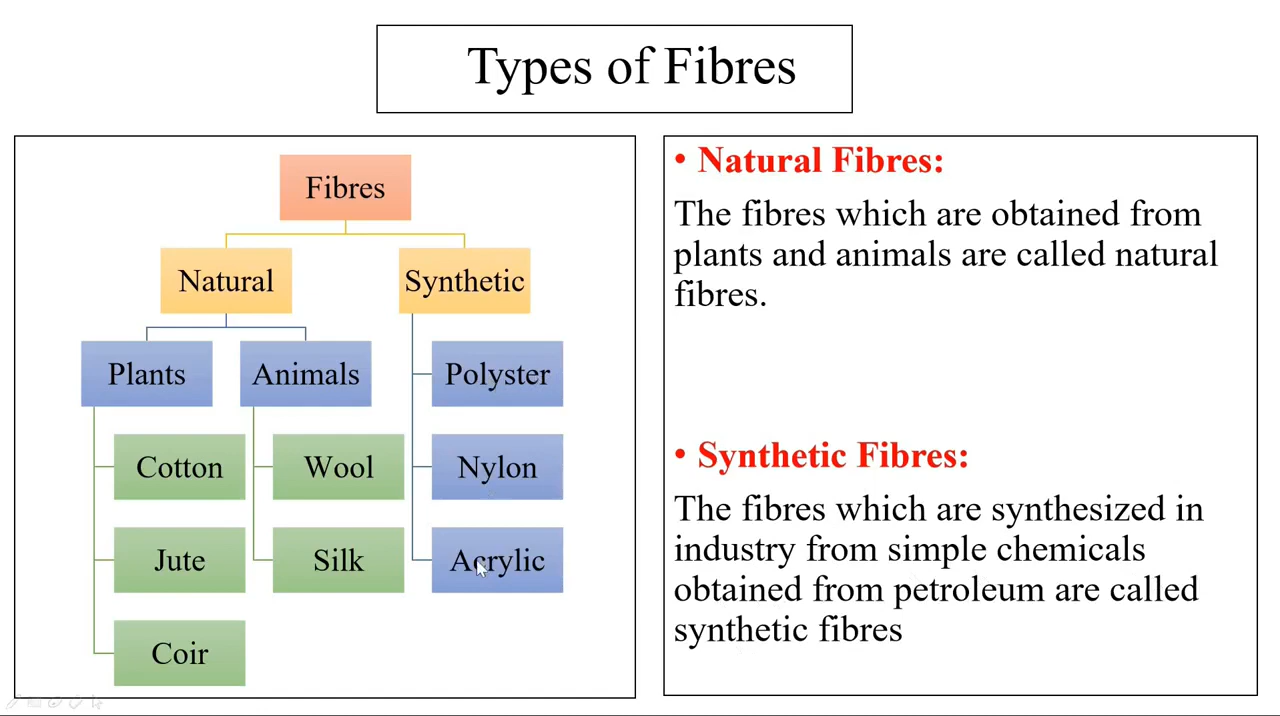 Types of Fibres
Fibres
Natural
Synthetic
Plants
Animals
Polyster
Cotton
Wool
Nylon
Jute
Silk
Acrylic
Coir
• Natural Fibres:
The fibres which are obtained from
plants and animals are called natural
fibres.
• Synthetic Fibres:
The fibres which are synthesized in
industry from simple chemicals
obtained from petroleum are called
synthetic fibres